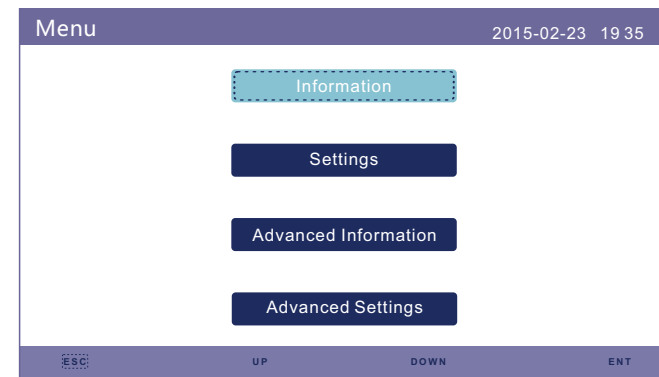 Menu 2015-02-23 19 35
Information
Settings
Advanced Information
Advanced Settings
ESC UP DOWN ENT